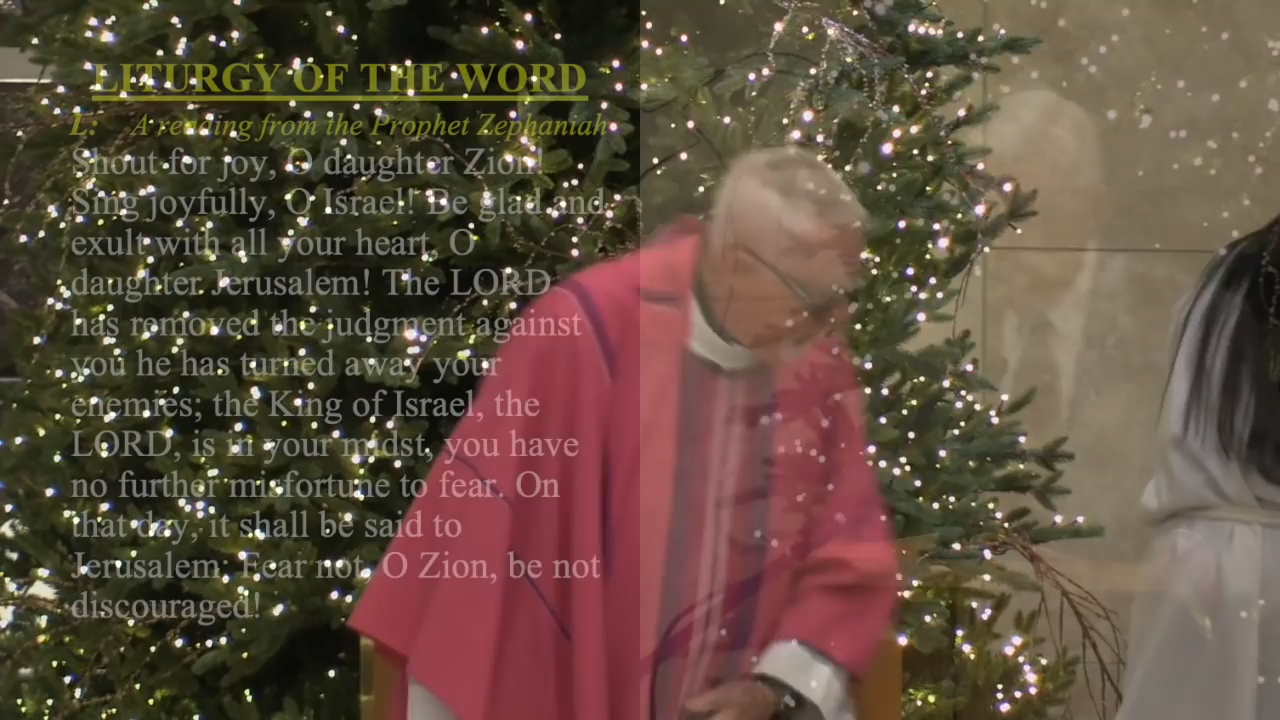 LITURGY OF THE WORD
L: A reading from the Prophet Zephaniah
Shout for joy, O daughter Zion!
Sing joyfully, O Israel! Be glad and
exult with all your heart, O
daughter Jerusalem! The LORD
has removed the judgment against
you he has turned away your
enemies; the King of Israel, the
LORD, is in your midst, you have
no further misfortune to fear. On
that day, it shall be said to
Jerusalem: Fear not, O Zion, be not
discouraged!